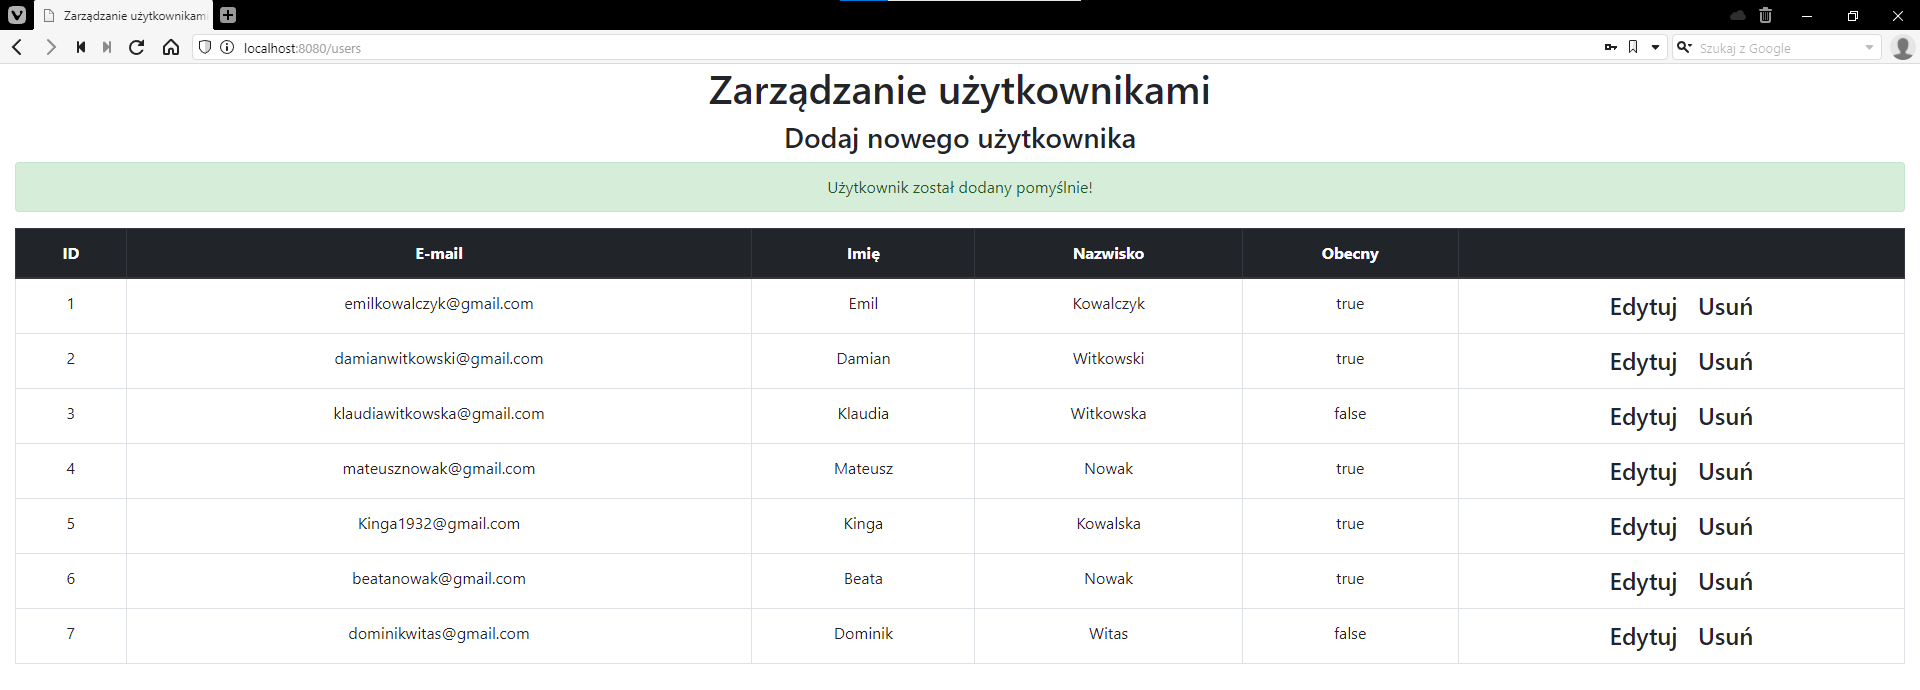 Zarządzanie użytkownikami
localhost:8080/users
Szukaj z Google
Zarządzanie użytkownikami
Dodaj nowego użytkownika
Użytkownik został dodany pomyślnie!
ID E-mail Imię Nazwisko Obecny
1 emilkowalczyk@gmail.com Emil Kowalczyk true Edytuj Usuń
2 damianwitkowski@gmail.com Damian Witkowski true Edytuj Usuń
3 klaudiawitkowska@gmail.com Klaudia Witkowska false Edytuj Usuń
4 mateusznowak@gmail.com Mateusz Nowak true Edytuj Usuń
5 Kinga1932@gmail.com Kinga Kowalska true Edytuj Usuń
6 beatanowak@gmail.com Beata Nowak true Edytuj Usuń
7 dominikwitas@gmail.com Dominik Witas false Edytuj Usuń